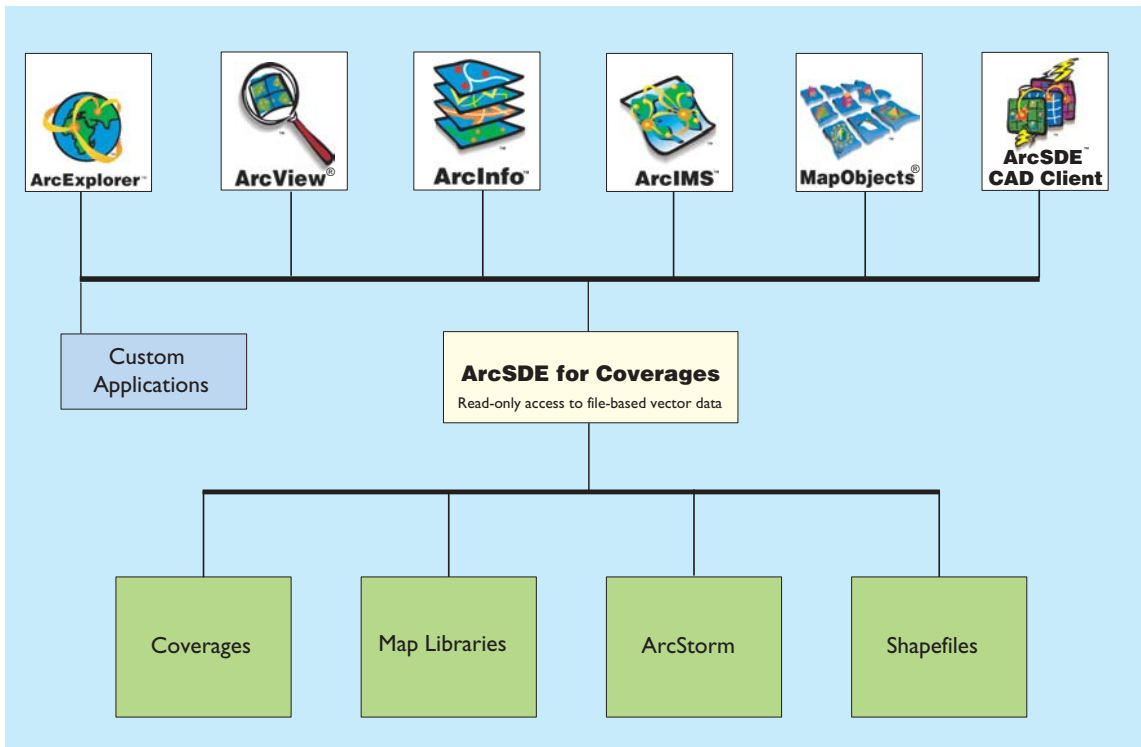 ArcExplorer™
ArcView®
ArcInfo™
ArcIMS™
MapObjects®
ArcSDE™
CAD Client
Custom
Applications
ArcSDE for Coverages
Read-only access to file-based vector data
Coverages
Map Libraries
ArcStorm
Shapefiles